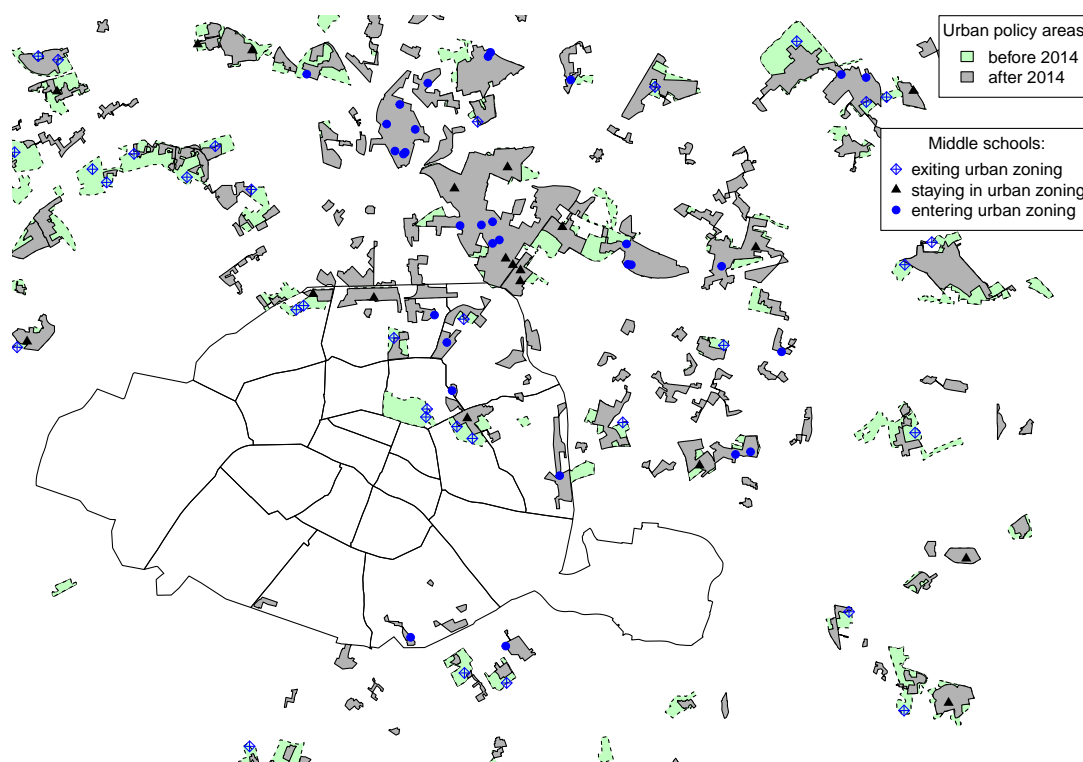 Urban policy areas
before 2014
after 2014
Middle schools:
exiting urban zoning
staying in urban zoning
entering urban zoning